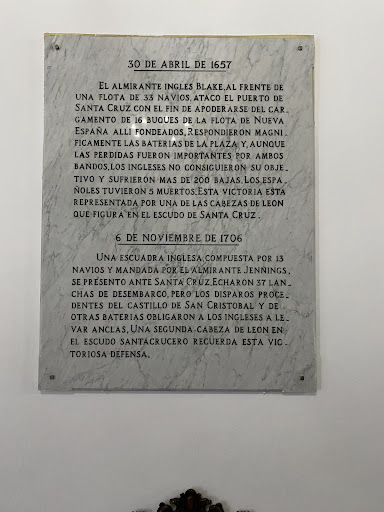 30 DE ABRIL DE 1657
EL ALMIRANTE INGLES BLAKE, AL FRENTE DE
UNA FLOTA DE 33 NAVIOS, ATACO EL PUERTO DE
SANTA CRUZ CON EL FIN DE APODERARSE DEL CAR-
GAMENTO DE 16 BUQUES DE LA FLOTA DE NUEVA
ESPAÑA ALLI FONDEADOS, RESPONDIERON MAGNI-
FICAMENTE LAS BATERIAS DE LA PLAZA Y, AUNQUE
LAS PERDIDAS FUERON IMPORTANTES POR AMBOS
BANDOS, LOS INGLESES NO CONSIGUIERON SU OBJE-
TIVO Y SUFRIERON MAS DE 200 BAJAS. LOS ESPA-
ÑOLES TUVIERON 5 MUERTOS. ESTA VICTORIA ESTA
REPRESENTADA POR UNA DE LAS CABEZAS DE LEON
QUE FIGURA EN EL ESCUDO DE SANTA CRUZ.
6 DE NOVIEMBRE DE 1706
UNA ESCUADRA INGLESA, COMPUESTA POR 13
NAVIOS Y MANDADA POR EL ALMIRANTE JENNINGS,
SE PRESENTO ANTE SANTA CRUZ. ECHARON 37 LAN-
CHAS DE DESEMBARCO, PERO LOS DISPAROS PROCE-
DENTES DEL CASTILLO DE SAN CRISTOBAL Y DE
OTRAS BATERIAS OBLIGARON A LOS INGLESES A LE-
VAR ANCLAS. UNA SEGUNDA CABEZA DE LEON EN
EL ESCUDO SANTACRUCERO RECUERDA ESTA VIC-
TORIOSA DEFENSA.